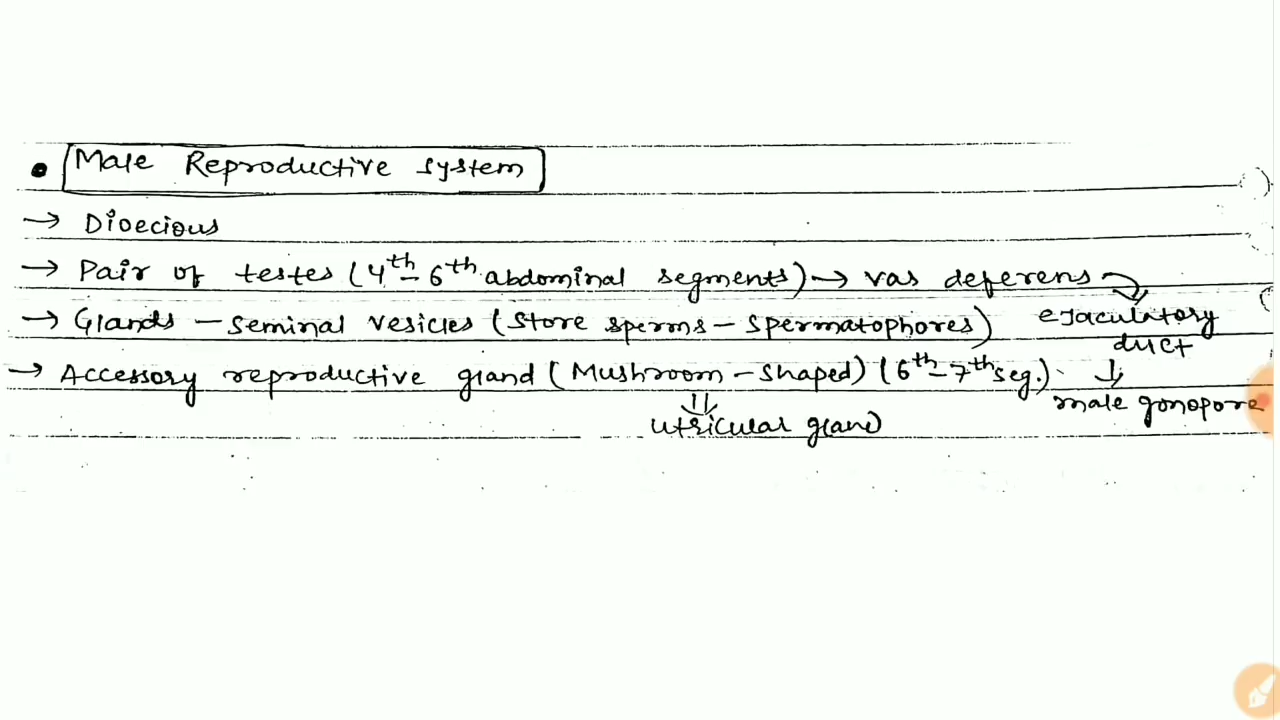 • Male Reproductive system
→ Dioecious
→ Pair of testes (4th - 6th abdominal segments) → vas deferens →
→ Glands - seminal vesicles (store sperms - spermatophores) ejaculatory
duct
→ Accessory reproductive gland (Mushroom - shaped) (6th - 7th seg.) ↓
male gonopore
⇓
utricular gland